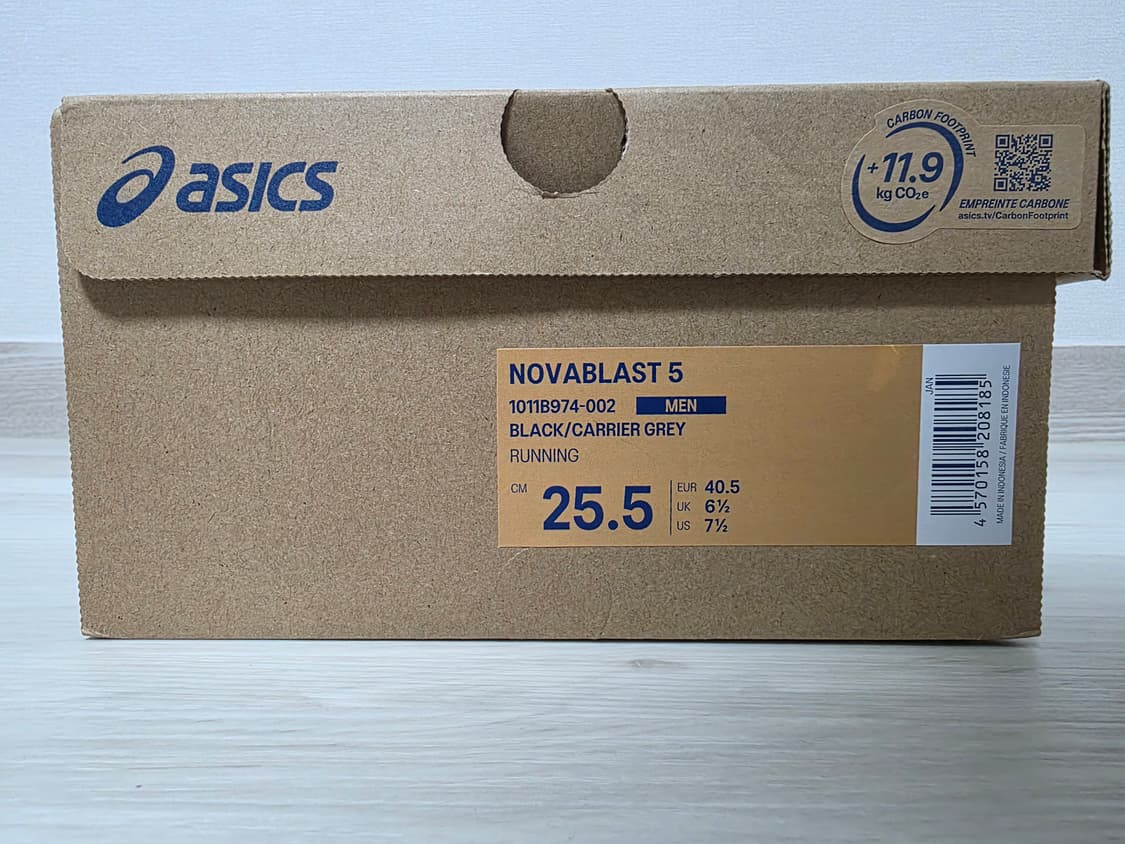 asics
CARBON FOOTPRINT
+11.9
kg CO₂e
EMPREINTE CARBONE
asics.tv/CarbonFootprint
NOVABLAST 5
1011B974-002 MEN
BLACK/CARRIER GREY
RUNNING
CM 25.5
EUR 40.5
UK 6½
US 7½
JAN
4 570158 208185
MADE IN INDONESIA / FABRIQUE EN INDONESIE